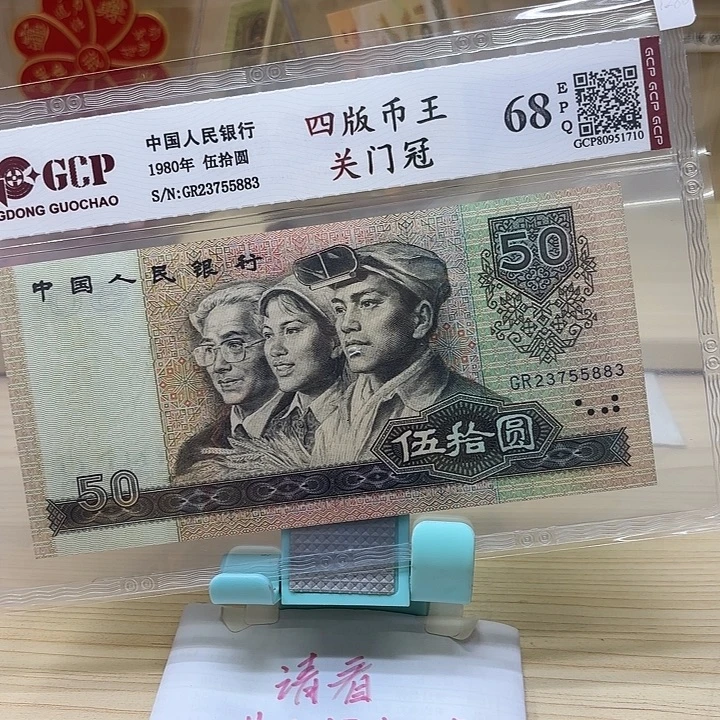 GCP
GDONG GUOCHAO
中国人民银行
1980年 伍拾圆
S/N:GR23755883
四版币王
关门冠
68
EPQ
GCP80951710
GCP GCP GCP
中国人民银行
50
GR23755883
伍拾圆
50
请看